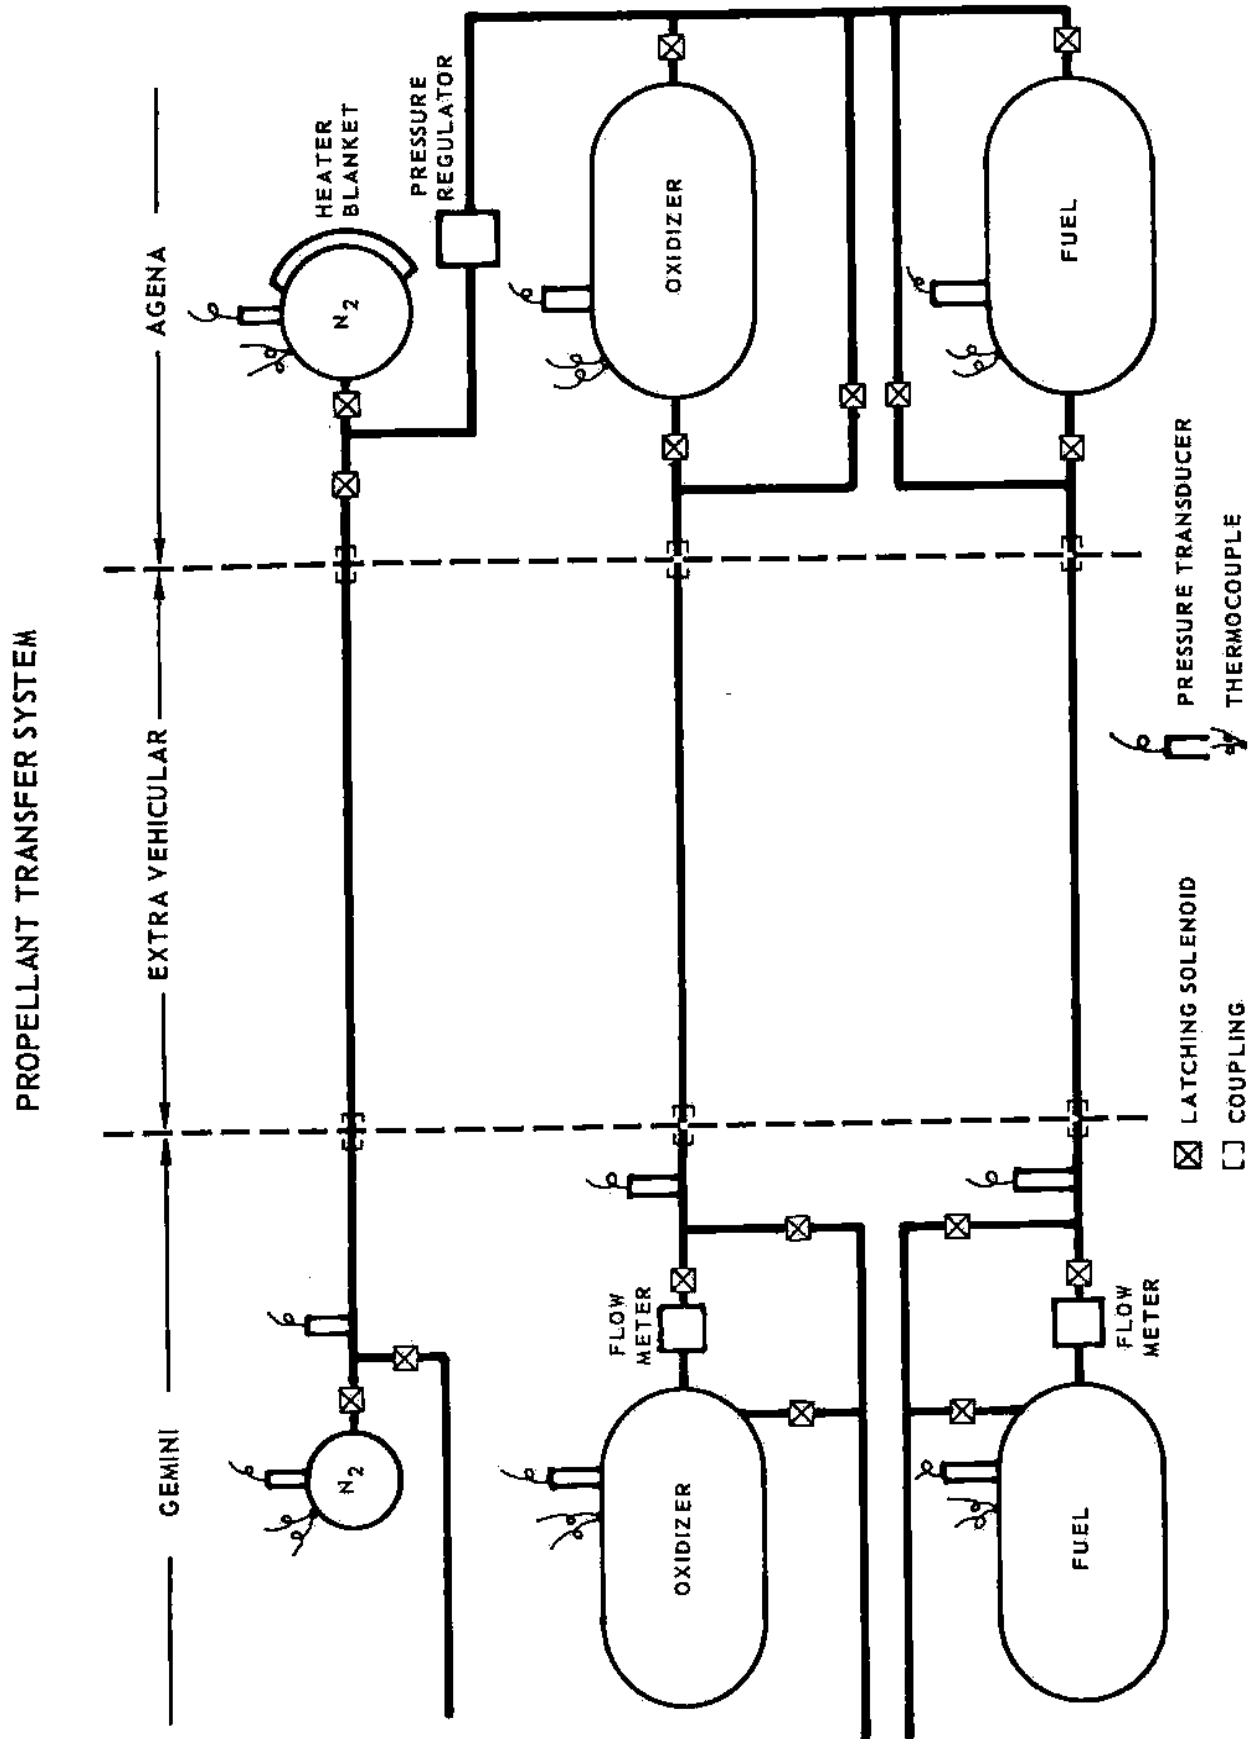 PROPELLANT TRANSFER SYSTEM
GEMINI
EXTRA VEHICULAR
AGENA
N2
N2
HEATER
BLANKET
PRESSURE
REGULATOR
OXIDIZER
FLOW
METER
OXIDIZER
FUEL
FLOW
METER
FUEL
LATCHING SOLENOID
COUPLING
PRESSURE TRANSDUCER
THERMOCOUPLE